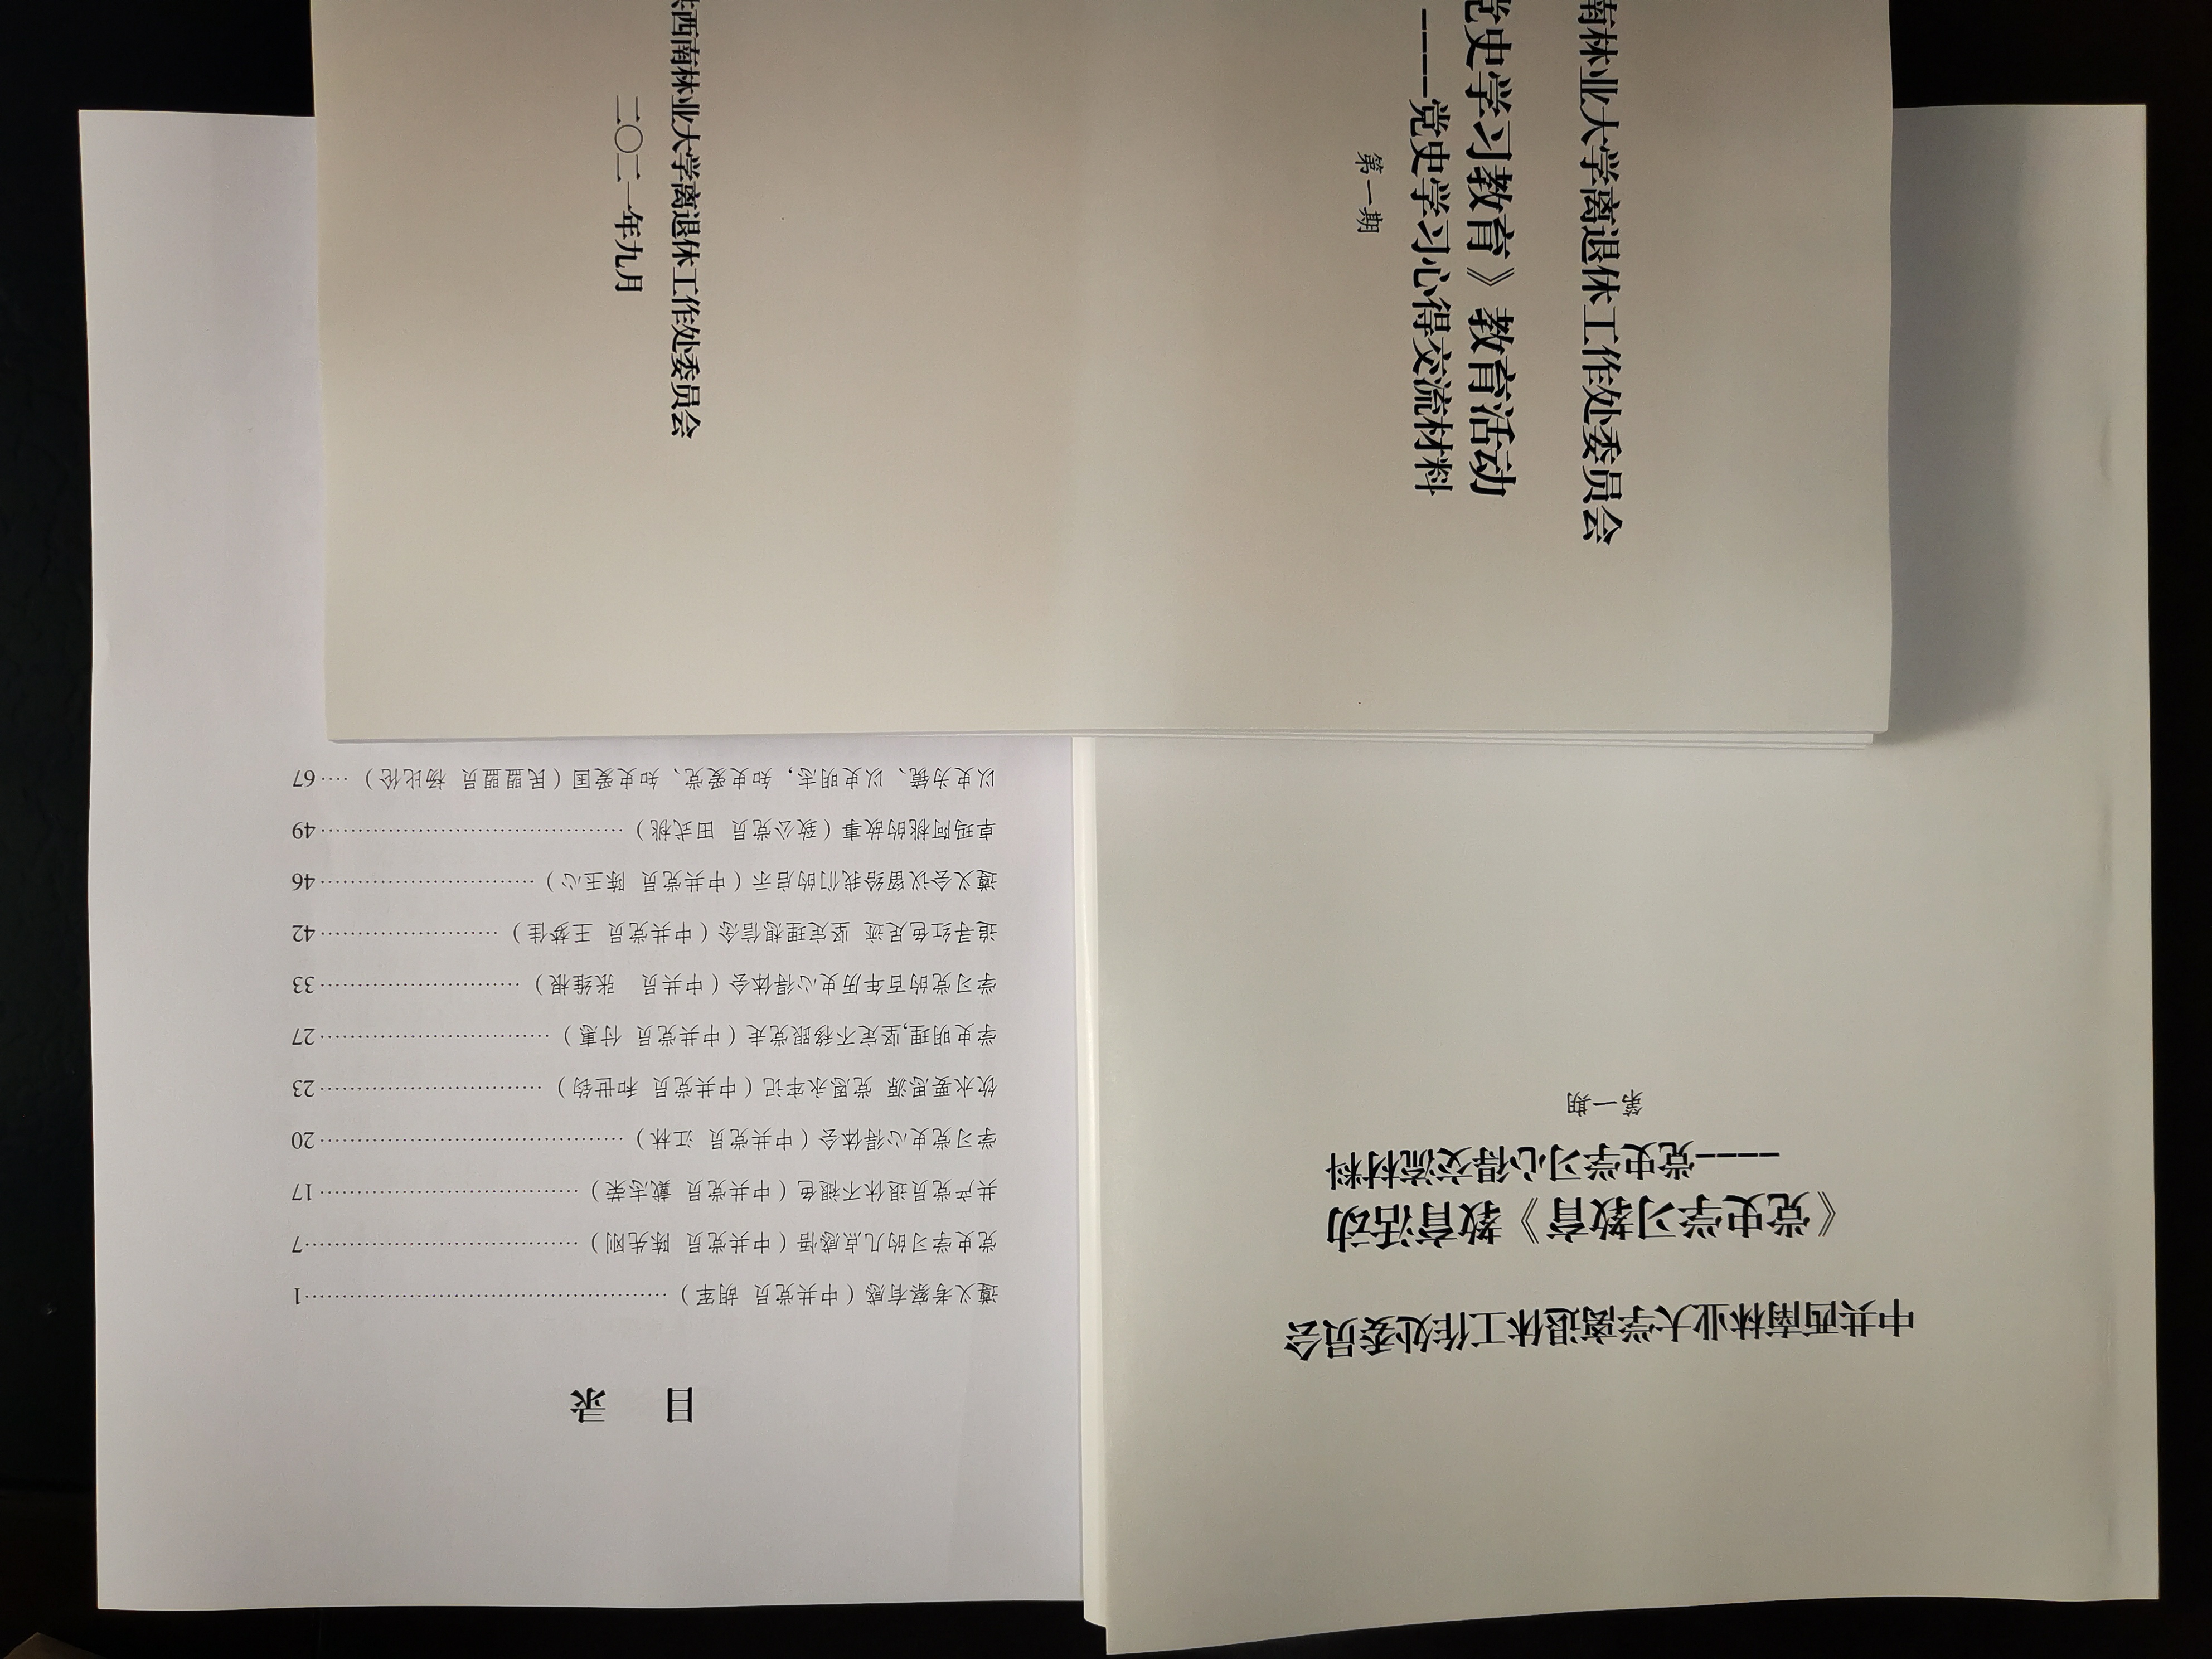 共西南林业大学离退休工作处委员会
二〇二一年九月
南林业大学离退休工作处委员会
党史学习教育》教育活动
----党史学习心得交流材料
第一期
中共西南林业大学离退休工作处委员会
《党史学习教育》教育活动
----党史学习心得交流材料
第一期
目 录
遵义考察有感(中共党员 胡军)················1
党史学习的几点感悟(中共党员 陈先刚)················7
共产党员退休不褪色(中共党员 戴志荣)················17
学习党史心得体会(中共党员 江林)················20
饮水要思源 党恩永牢记(中共党员 和世钧)················23
学史明理,坚定不移跟党走(中共党员 付惠)················27
学习党的百年历史心得体会(中共员 张维根)················33
追寻红色足迹 坚定理想信念(中共党员 王梦佳)················42
遵义会议留给我们的启示(中共党员 陈玉心)················46
卓玛阿桃的故事(致公党员 田式桃)················49
以史为镜、以史明志,知史爱党、知史爱国(民盟盟员 杨比伦)····67